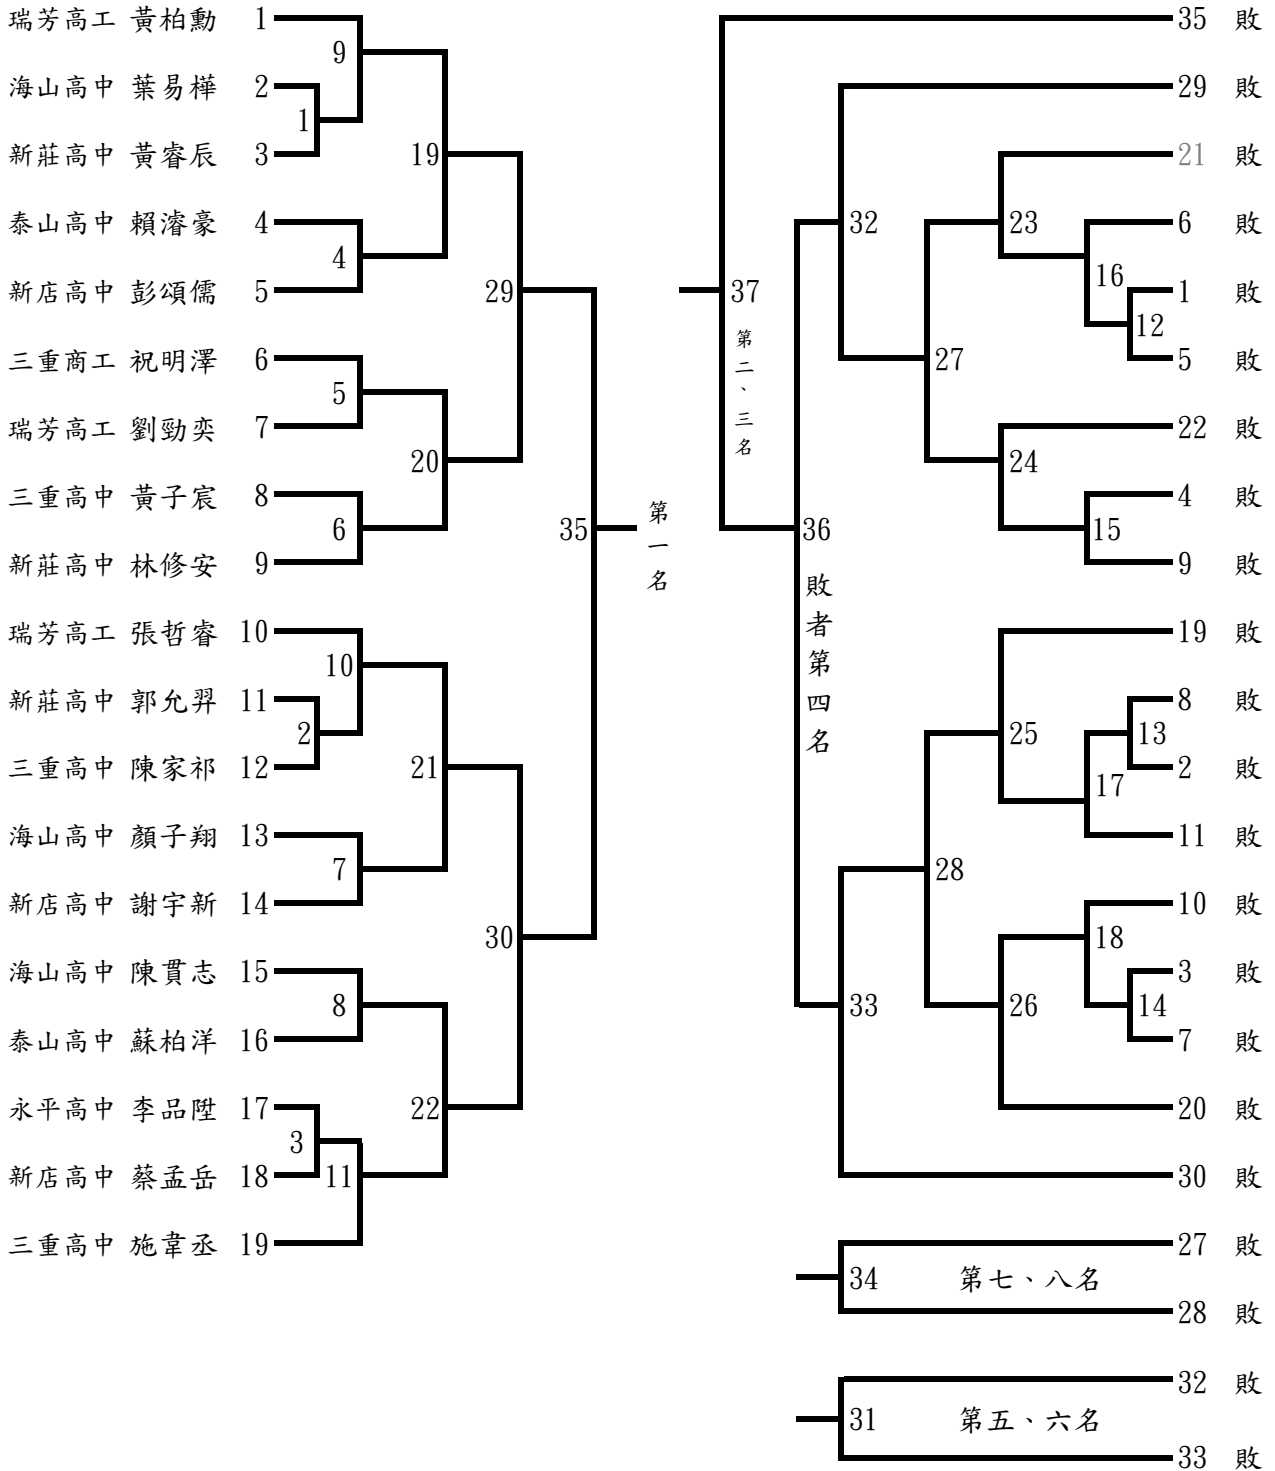 瑞芳高工 黃柏勳 1
9
海山高中 葉易樺 2
1
新莊高中 黃睿辰 3
19
泰山高中 賴濬豪 4
4
新店高中 彭頌儒 5
29
三重商工 祝明澤 6
5
瑞芳高工 劉勁奕 7
20
三重高中 黃子宸 8
6
新莊高中 林修安 9
35
第一名
瑞芳高工 張哲睿 10
10
新莊高中 郭允羿 11
2
三重高中 陳家祁 12
21
海山高中 顏子翔 13
7
新店高中 謝宇新 14
30
海山高中 陳貫志 15
8
泰山高中 蘇柏洋 16
22
永平高中 李品陞 17
3
新店高中 蔡孟岳 18
11
三重高中 施韋丞 19
35 敗
29 敗
21 敗
32
23
6 敗
16
37
第二、三名
1 敗
12
27
5 敗
22 敗
24
4 敗
36
敗者第四名
15
9 敗
19 敗
8 敗
25
13
2 敗
17
11 敗
28
10 敗
18
3 敗
33
26
14
7 敗
20 敗
30 敗
27 敗
34 第七、八名
28 敗
32 敗
31 第五、六名
33 敗